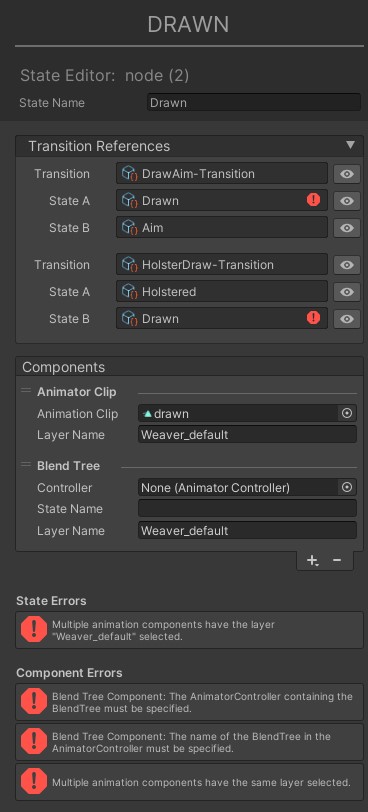 DRAWN
State Editor: node (2)
State Name Drawn
Transition References
Transition DrawAim-Transition
State A Drawn
State B Aim
Transition HolsterDraw-Transition
State A Holstered
State B Drawn
Components
Animator Clip
Animation Clip drawn
Layer Name Weaver_default
Blend Tree
Controller None (Animator Controller)
State Name
Layer Name Weaver_default
State Errors
Multiple animation components have the layer
"Weaver_default" selected.
Component Errors
Blend Tree Component: The AnimatorController containing the
BlendTree must be specified.
Blend Tree Component: The name of the BlendTree in the
AnimatorController must be specified.
Multiple animation components have the same layer selected.